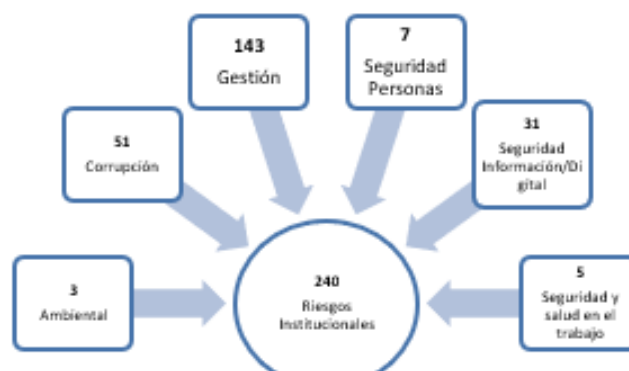 143
Gestión
7
Seguridad
Personas
51
Corrupción
31
Seguridad
Información/Di
gital
3
Ambiental
240
Riesgos
Institucionales
5
Seguridad y
salud en el
trabajo